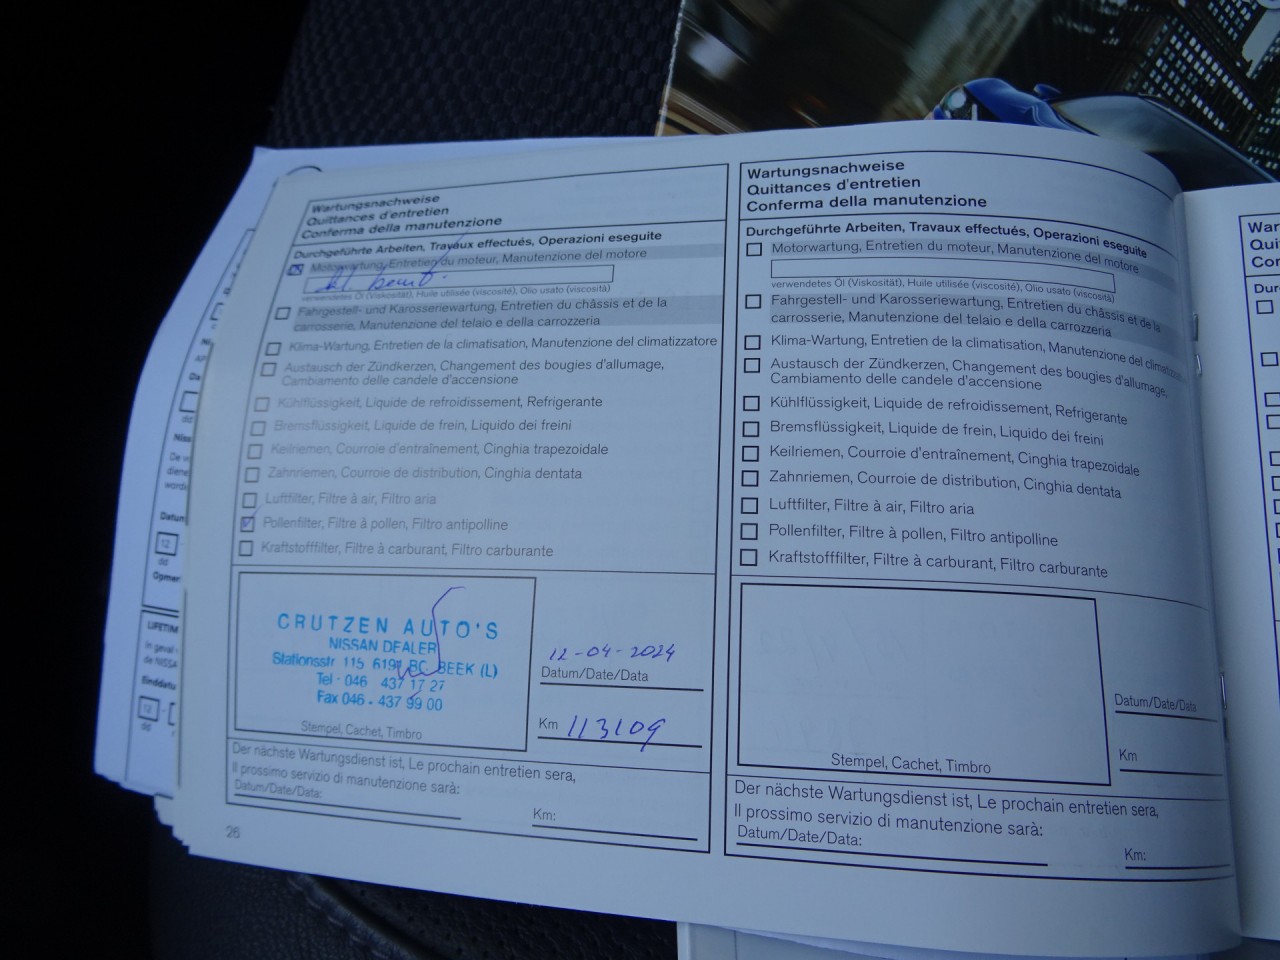 Wartungsnachweise
Quittances d'entretien
Conferma della manutenzione
Durchgeführte Arbeiten, Travaux effectués, Operazioni eseguite
Motorwartung, Entretien du moteur, Manutenzione del motore
verwendetes Öl (Viskosität), Huile utilisée (viscosité), Olio usato (viscosità)
Fahrgestell- und Karosseriewartung, Entretien du châssis et de la
carrosserie, Manutenzione del telaio e della carrozzeria
Klima-Wartung, Entretien de la climatisation, Manutenzione del climatizzatore
Austausch der Zündkerzen, Changement des bougies d'allumage,
Cambiamento delle candele d'accensione
Kühlflüssigkeit, Liquide de refroidissement, Refrigerante
Bremsflüssigkeit, Liquide de frein, Liquido dei freini
Keilriemen, Courroie d'entraînement, Cinghia trapezoidale
Zahnriemen, Courroie de distribution, Cinghia dentata
Luftfilter, Filtre à air, Filtro aria
Pollenfilter, Filtre à pollen, Filtro antipolline
Kraftstofffilter, Filtre à carburant, Filtro carburante
CRUTZEN AUTO'S
NISSAN DEALER
Stationsstr 115 6191 BC BEEK (L)
Tel · 046 437 17 27
Fax 046 - 437 99 00
Stempel, Cachet, Timbro
12-04-2024
Datum/Date/Data
Km 113109
Der nächste Wartungsdienst ist, Le prochain entretien sera,
Il prossimo servizio di manutenzione sarà:
Datum/Date/Data:
Km:
26
Wartungsnachweise
Quittances d'entretien
Conferma della manutenzione
Durchgeführte Arbeiten, Travaux effectués, Operazioni eseguite
Motorwartung, Entretien du moteur, Manutenzione del motore
verwendetes Öl (Viskosität), Huile utilisée (viscosité), Olio usato (viscosità)
Fahrgestell- und Karosseriewartung, Entretien du châssis et de la
carrosserie, Manutenzione del telaio e della carrozzeria
Klima-Wartung, Entretien de la climatisation, Manutenzione del
Austausch der Zündkerzen, Changement des bougies d'allumage,
Cambiamento delle candele d'accensione
Kühlflüssigkeit, Liquide de refroidissement, Refrigerante
Bremsflüssigkeit, Liquide de frein, Liquido dei freini
Keilriemen, Courroie d'entraînement, Cinghia trapezoidale
Zahnriemen, Courroie de distribution, Cinghia dentata
Luftfilter, Filtre à air, Filtro aria
Pollenfilter, Filtre à pollen, Filtro antipolline
Kraftstofffilter, Filtre à carburant, Filtro carburante
Stempel, Cachet, Timbro
Datum/Date/Data
Km
Der nächste Wartungsdienst ist, Le prochain entretien sera,
Il prossimo servizio di manutenzione sarà:
Datum/Date/Data:
Km: